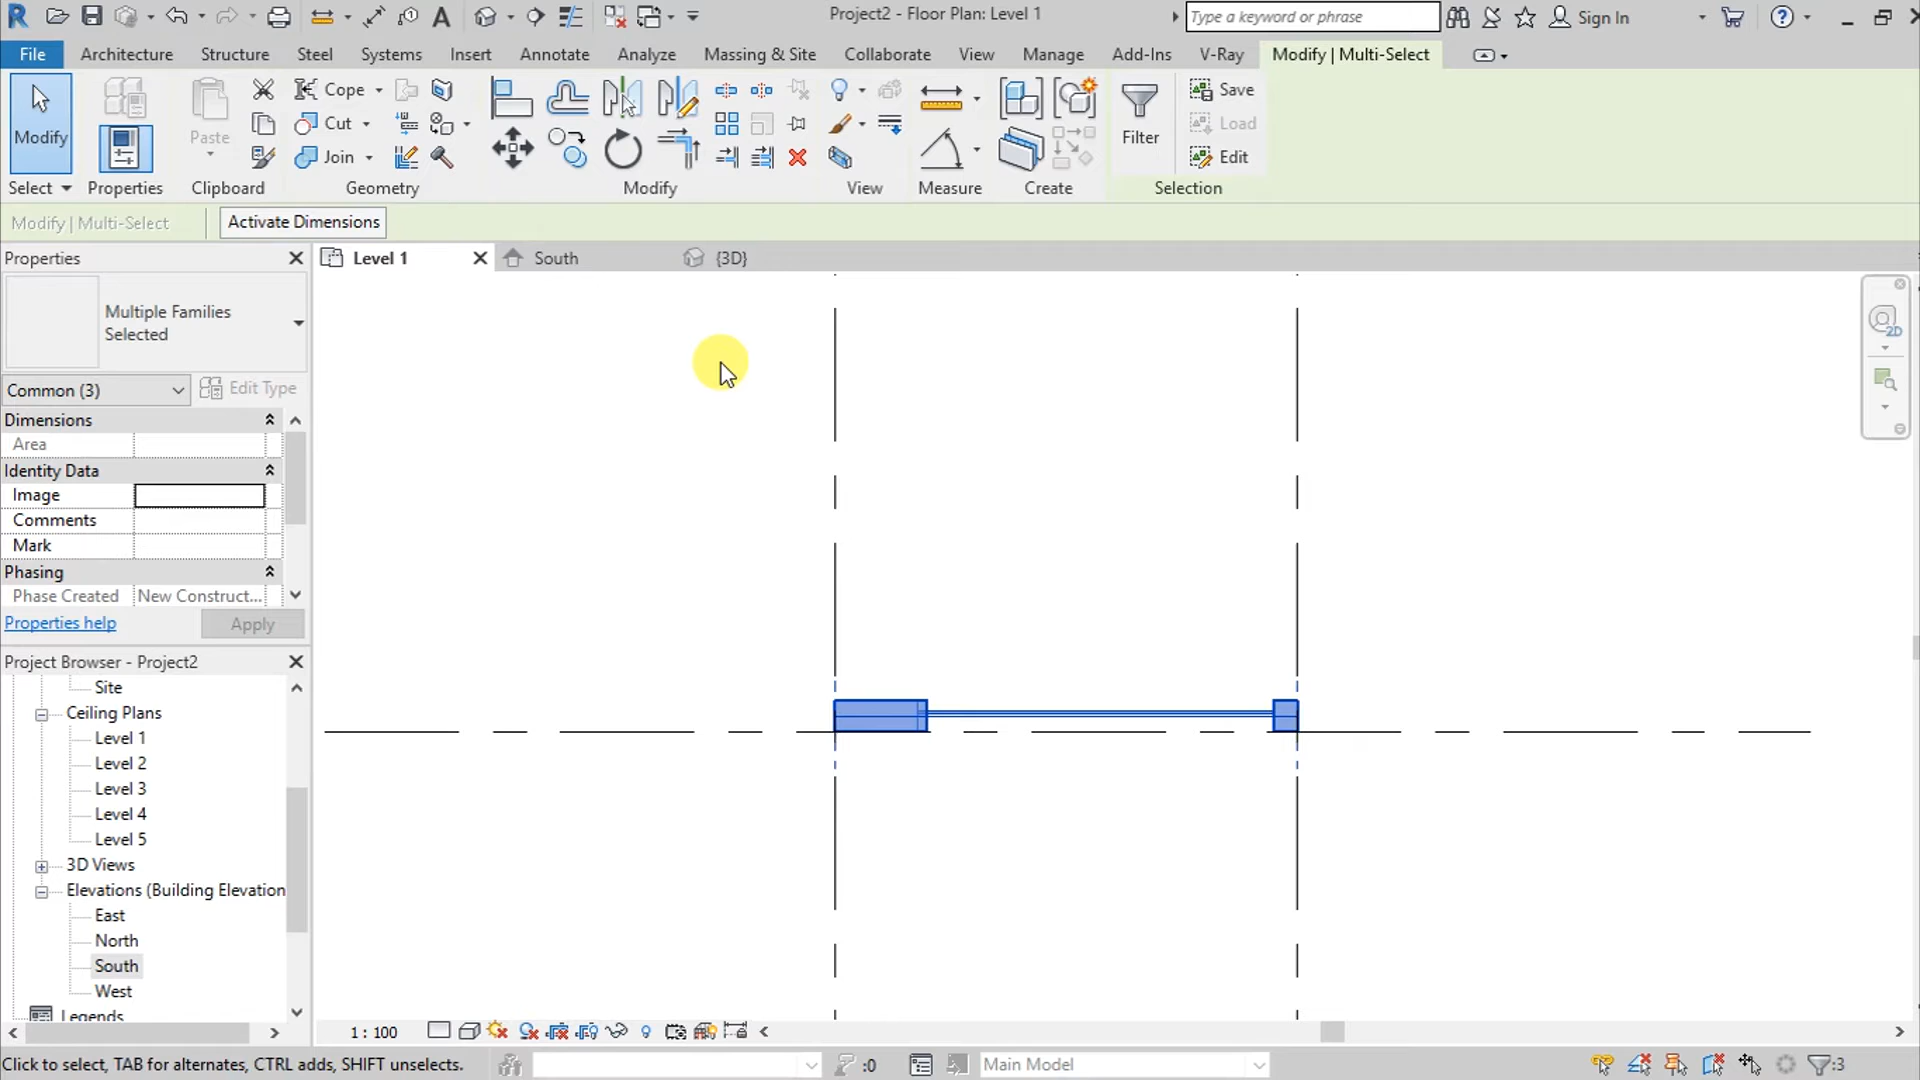 Project2 - Floor Plan: Level 1
Type a keyword or phrase
Sign In
File
Architecture
Structure
Steel
Systems
Insert
Annotate
Analyze
Massing & Site
Collaborate
View
Manage
Add-Ins
V-Ray
Modify | Multi-Select
Modify
Paste
Cope
Cut
Join
Filter
Save
Load
Edit
Select
Properties
Clipboard
Geometry
Modify
View
Measure
Create
Selection
Modify | Multi-Select
Activate Dimensions
Properties
Level 1
South
{3D}
Multiple Families
Selected
Common (3)
Edit Type
Dimensions
Area
Identity Data
Image
Comments
Mark
Phasing
Phase Created
New Construct...
Properties help
Apply
Project Browser - Project2
Site
Ceiling Plans
Level 1
Level 2
Level 3
Level 4
Level 5
3D Views
Elevations (Building Elevation
East
North
South
West
Legends
1 : 100
Click to select, TAB for alternates, CTRL adds, SHIFT unselects.
:0
Main Model
:3
2D